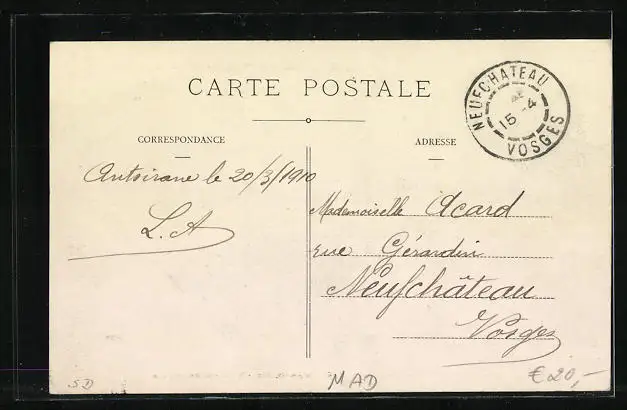 CARTE POSTALE
NEUFCHATEAU
15 - 4
VOSGES
CORRESPONDANCE
ADRESSE
Antsirane le 20/3/1910
L. A
Mademoiselle Acard
rue Gérardin
Neufchâteau
Vosges
SD
MAD
€ 20,-